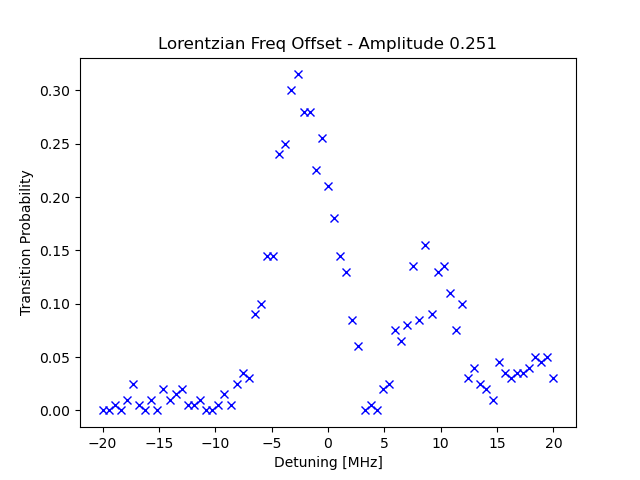 Lorentzian Freq Offset - Amplitude 0.251
Transition Probability
0.30
0.25
0.20
0.15
0.10
0.05
0.00
−20 −15 −10 −5 0 5 10 15 20
Detuning [MHz]